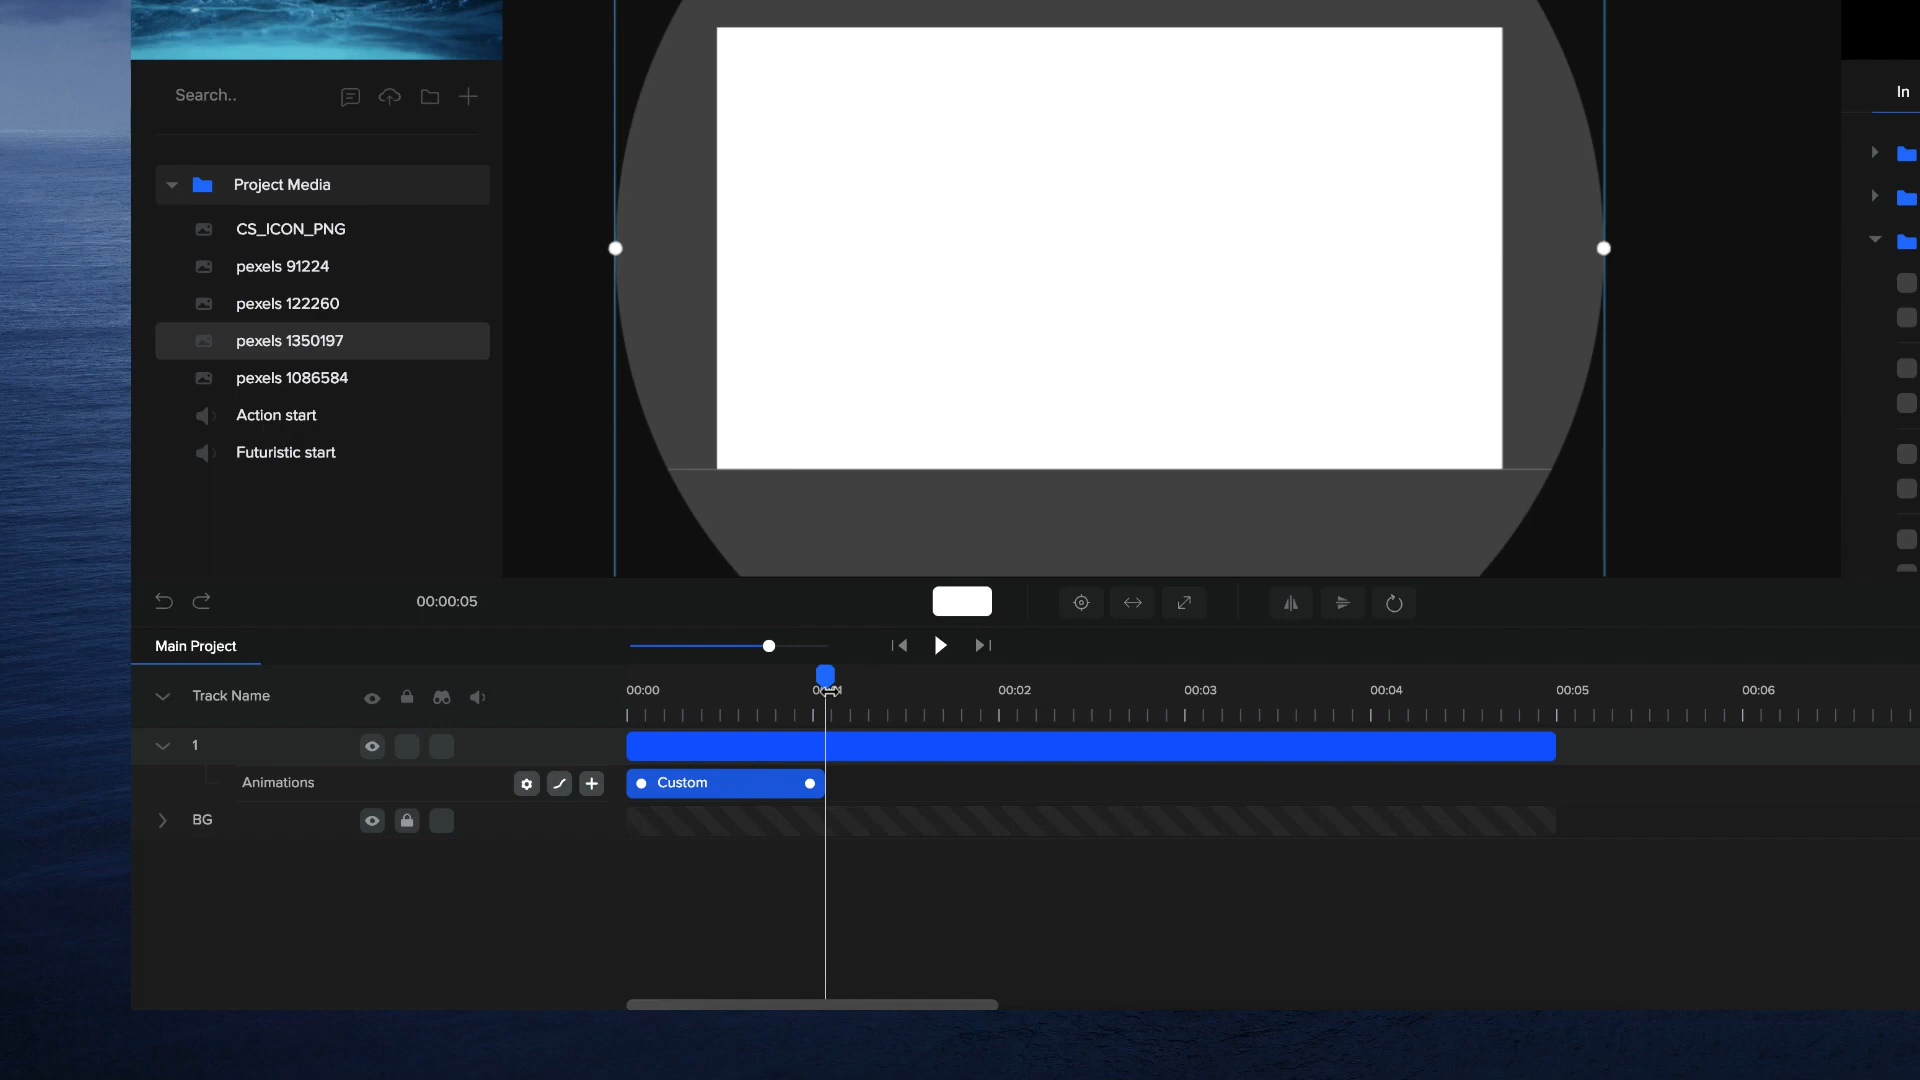 Search..
In
Project Media
CS_ICON_PNG
pexels 91224
pexels 122260
pexels 1350197
pexels 1086584
Action start
Futuristic start
00:00:05
Main Project
Track Name
00:00
00:02
00:03
00:04
00:05
00:06
1
Animations
Custom
BG